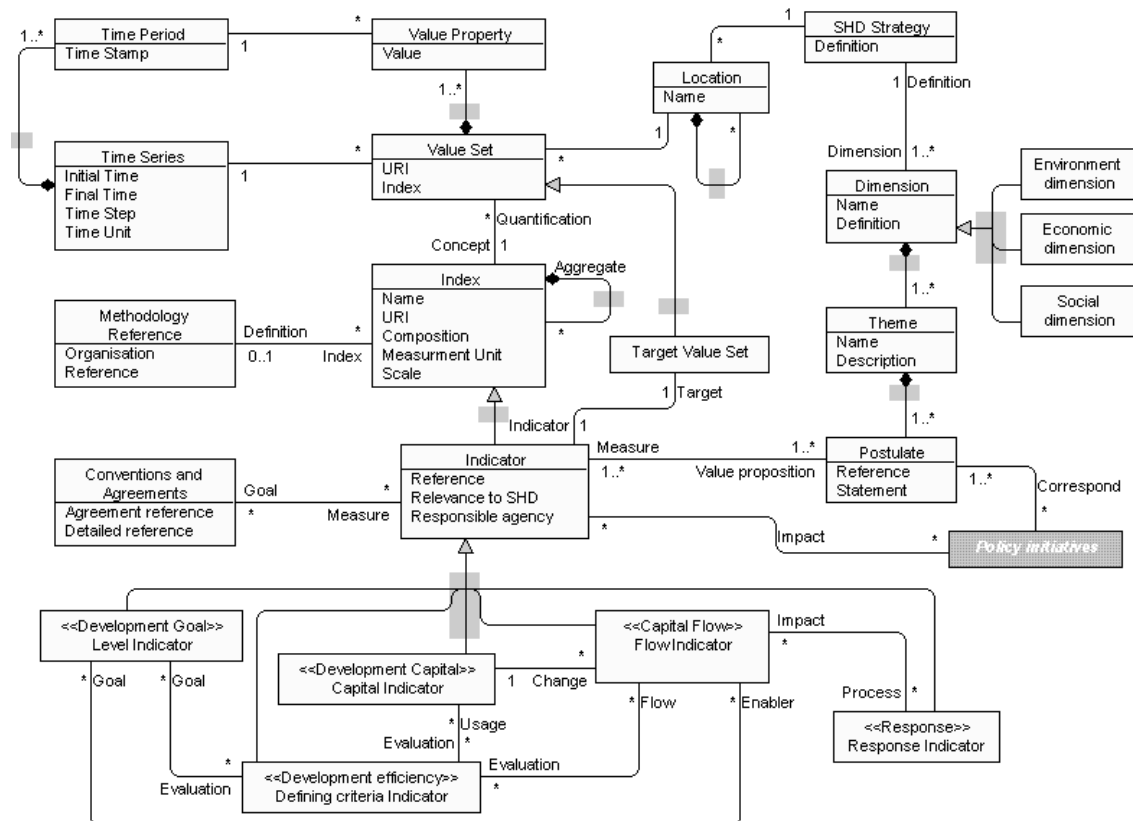 1..*
Time Period
Time Stamp
1
*
Value Property
Value
1..*
1
SHD Strategy
Definition
*
Location
Name
1
*
1
Definition
Time Series
Initial Time
Final Time
Time Step
Time Unit
1
*
Value Set
URI
Index
*
Dimension
1..*
Dimension
Name
Definition
Environment
dimension
Economic
dimension
Social
dimension
*
Quantification
Concept
1
Index
Name
URI
Composition
Measurment Unit
Scale
Aggregate
*
Methodology
Reference
Organisation
Reference
Definition
0..1
*
Index
Target Value Set
1
Target
1..*
Theme
Name
Description
1..*
Indicator
1
Conventions and
Agreements
Agreement reference
Detailed reference
Goal
*
*
Measure
Indicator
Reference
Relevance to SHD
Responsible agency
Measure
1..*
1..*
Value proposition
Postulate
Reference
Statement
1..*
Correspond
*
*
Impact
*
Policy initiatives
<<Development Goal>>
Level Indicator
*
Goal
*
Goal
<<Development Capital>>
Capital Indicator
1
*
Change
<<Capital Flow>>
Flow Indicator
Impact
*
*
Usage
Evaluation
*
*
Flow
*
Enabler
Process
*
<<Response>>
Response Indicator
*
Evaluation
<<Development efficiency>>
Defining criteria Indicator
Evaluation
*